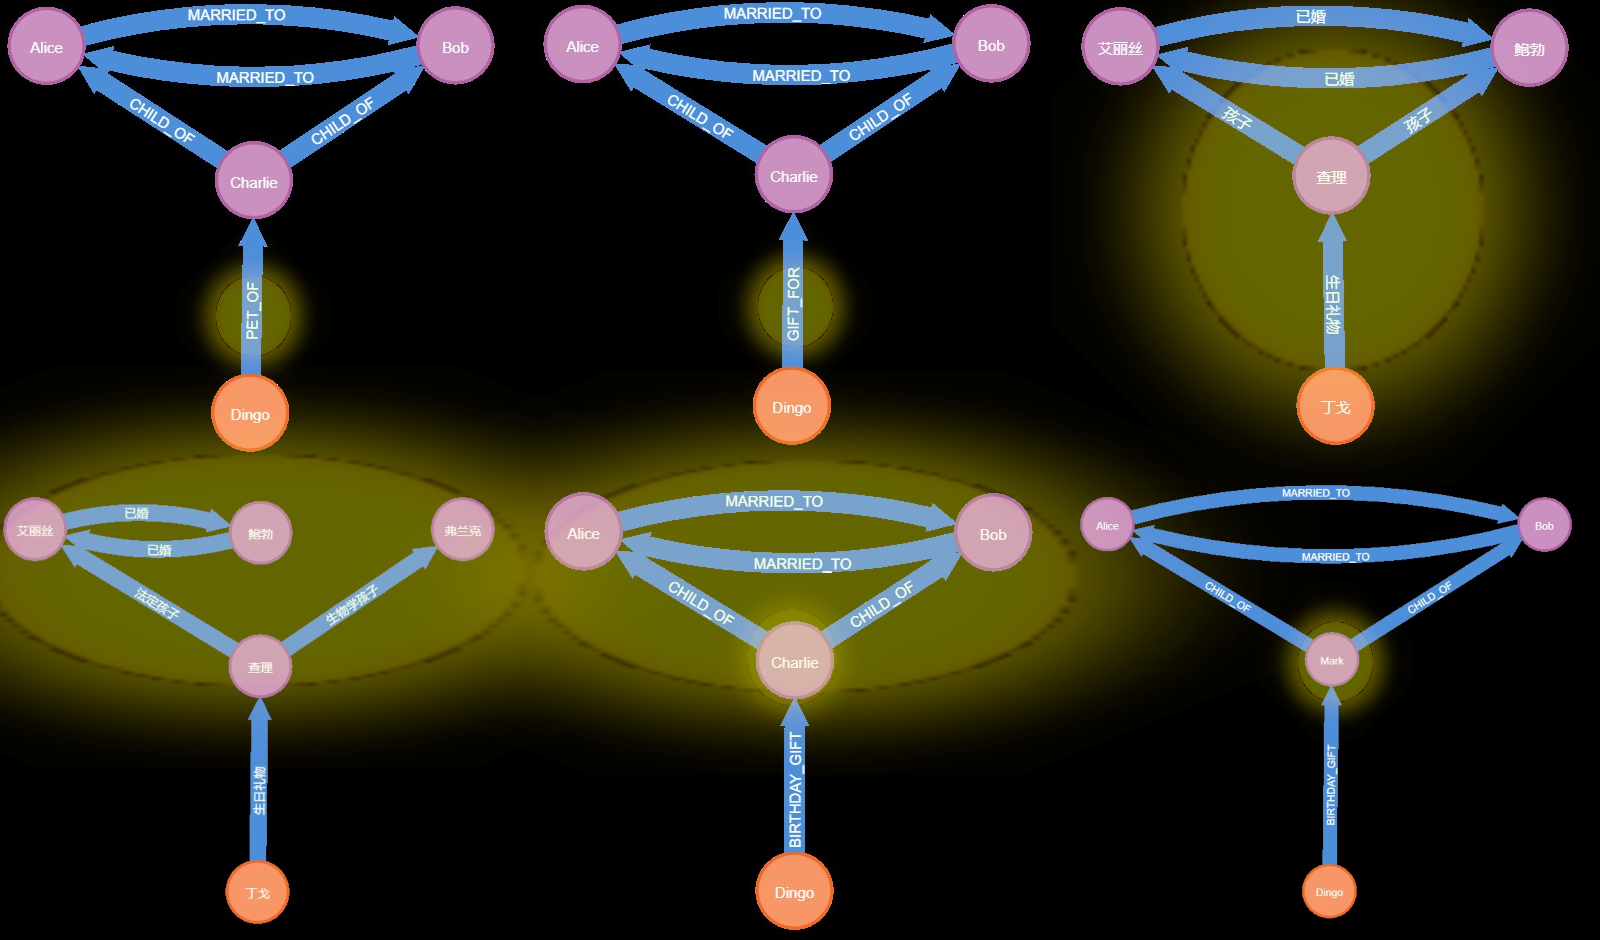 Alice
MARRIED_TO
Bob
MARRIED_TO
CHILD_OF
CHILD_OF
Charlie
PET_OF
Dingo
Alice
MARRIED_TO
Bob
MARRIED_TO
CHILD_OF
CHILD_OF
Charlie
GIFT_FOR
Dingo
艾丽丝
已婚
鲍勃
已婚
孩子
孩子
查理
生日礼物
丁戈
艾丽丝
已婚
鲍勃
弗兰克
已婚
法定孩子
生物学孩子
查理
生日礼物
丁戈
Alice
MARRIED_TO
Bob
MARRIED_TO
CHILD_OF
CHILD_OF
Charlie
BIRTHDAY_GIFT
Dingo
Alice
MARRIED_TO
Bob
MARRIED_TO
CHILD_OF
CHILD_OF
Mark
BIRTHDAY_GIFT
Dingo